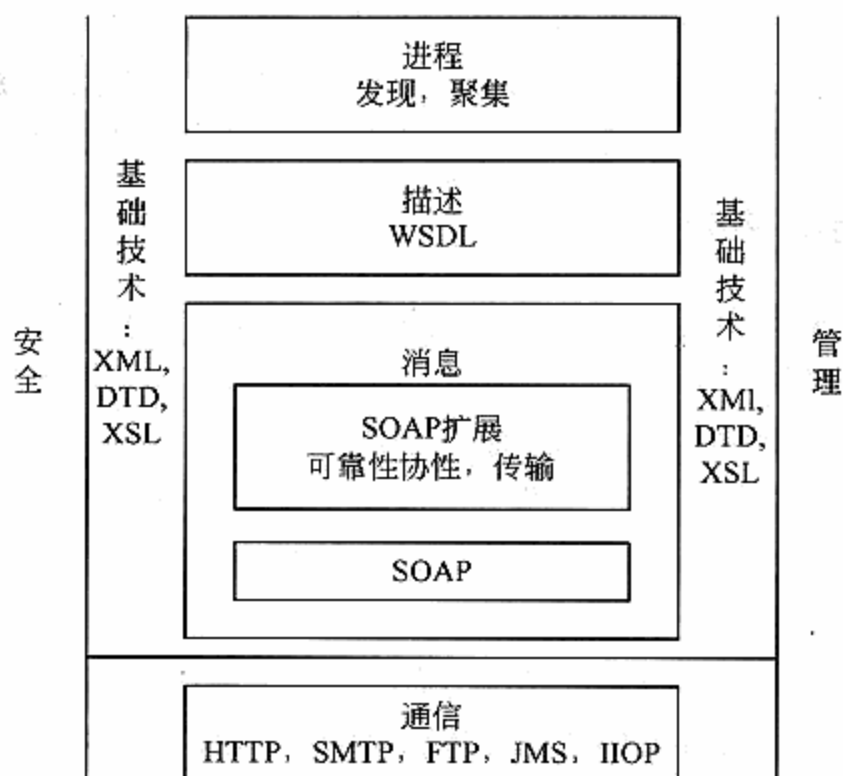 进程
发现，聚集
描述
WSDL
消息
SOAP扩展
可靠性协性，传输
SOAP
通信
HTTP，SMTP，FTP，JMS，IIOP
安全
基础技术：
XML,
DTD,
XSL
基础技术：
XMl,
DTD,
XSL
管理